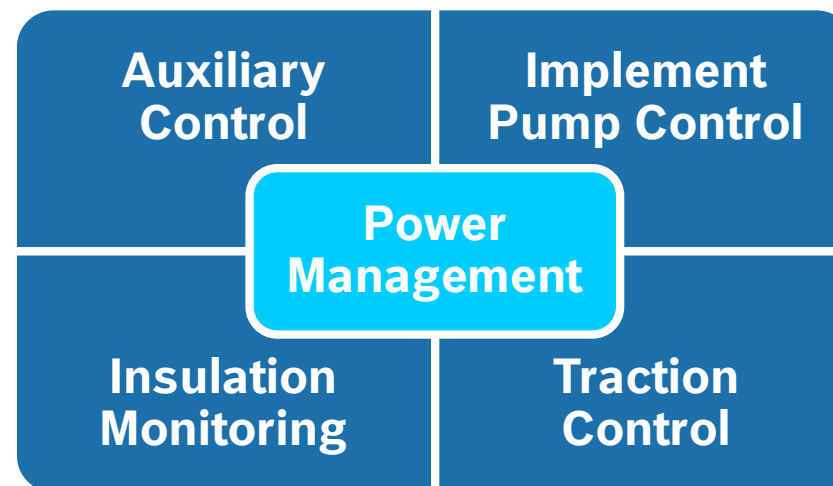 Auxiliary
Control
Implement
Pump Control
Power
Management
Insulation
Monitoring
Traction
Control